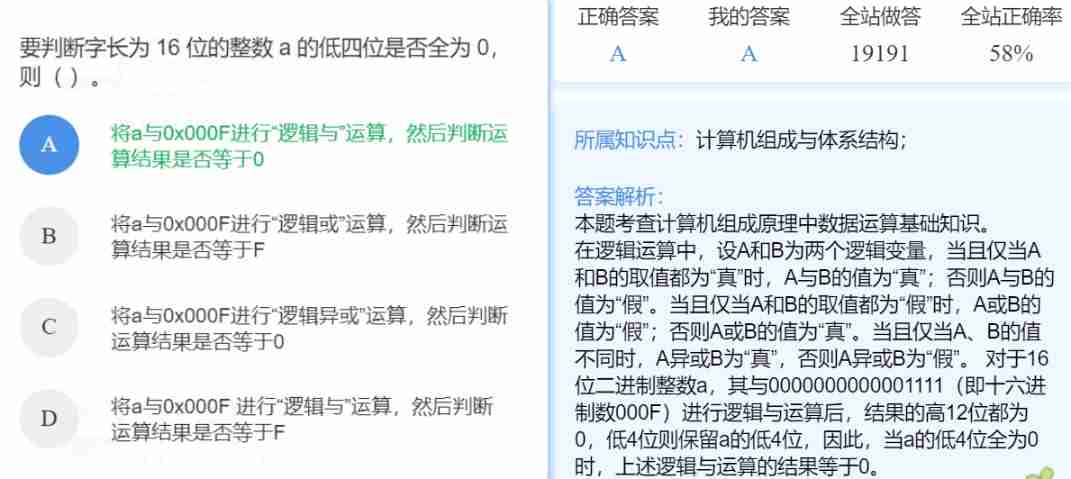 要判断字长为 16 位的整数 a 的低四位是否全为 0，
则（ ）。
A
将a与0x000F进行“逻辑与”运算，然后判断运
算结果是否等于0
B
将a与0x000F进行“逻辑或”运算，然后判断运
算结果是否等于F
C
将a与0x000F进行“逻辑异或”运算，然后判断
运算结果是否等于0
D
将a与0x000F 进行“逻辑与”运算，然后判断
运算结果是否等于F
正确答案 我的答案 全站做答 全站正确率
A A 19191 58%
所属知识点：计算机组成与体系结构；
答案解析：
本题考查计算机组成原理中数据运算基础知识。
在逻辑运算中，设A和B为两个逻辑变量，当且仅当A
和B的取值都为“真”时，A与B的值为“真”；否则A与B的
值为“假”。当且仅当A和B的取值都为“假”时，A或B的
值为“假”；否则A或B的值为“真”。当且仅当A、B的值
不同时，A异或B为“真”，否则A异或B为“假”。 对于16
位二进制整数a，其与0000000000001111（即十六进
制数000F）进行逻辑与运算后，结果的高12位都为
0，低4位则保留a的低4位，因此，当a的低4位全为0
时，上述逻辑与运算的结果等于0。